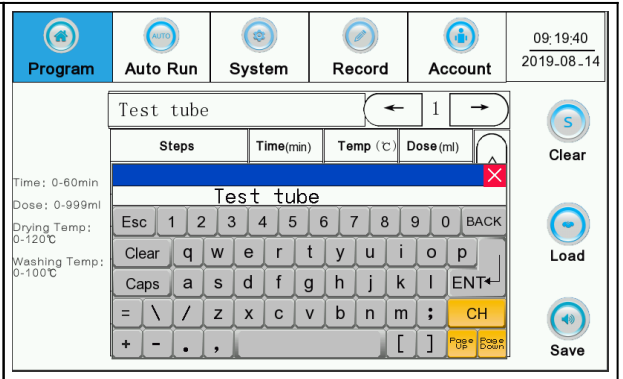 AUTO
Program Auto Run System Record Account
09:19:40
2019-08-14
Test tube ← 1 →
Steps Time(min) Temp (℃) Dose(ml)
S
Clear
Time: 0-60min
Dose: 0-999ml
Drying Temp:
0-120℃
Washing Temp:
0-100℃
Test tube
Esc 1 2 3 4 5 6 7 8 9 0 BACK
Clear q w e r t y u i o p
Caps a s d f g h j k l ENT
= \ / z x c v b n m ; CH
+ - . , [ ] Page Up Page Down
Load
Save